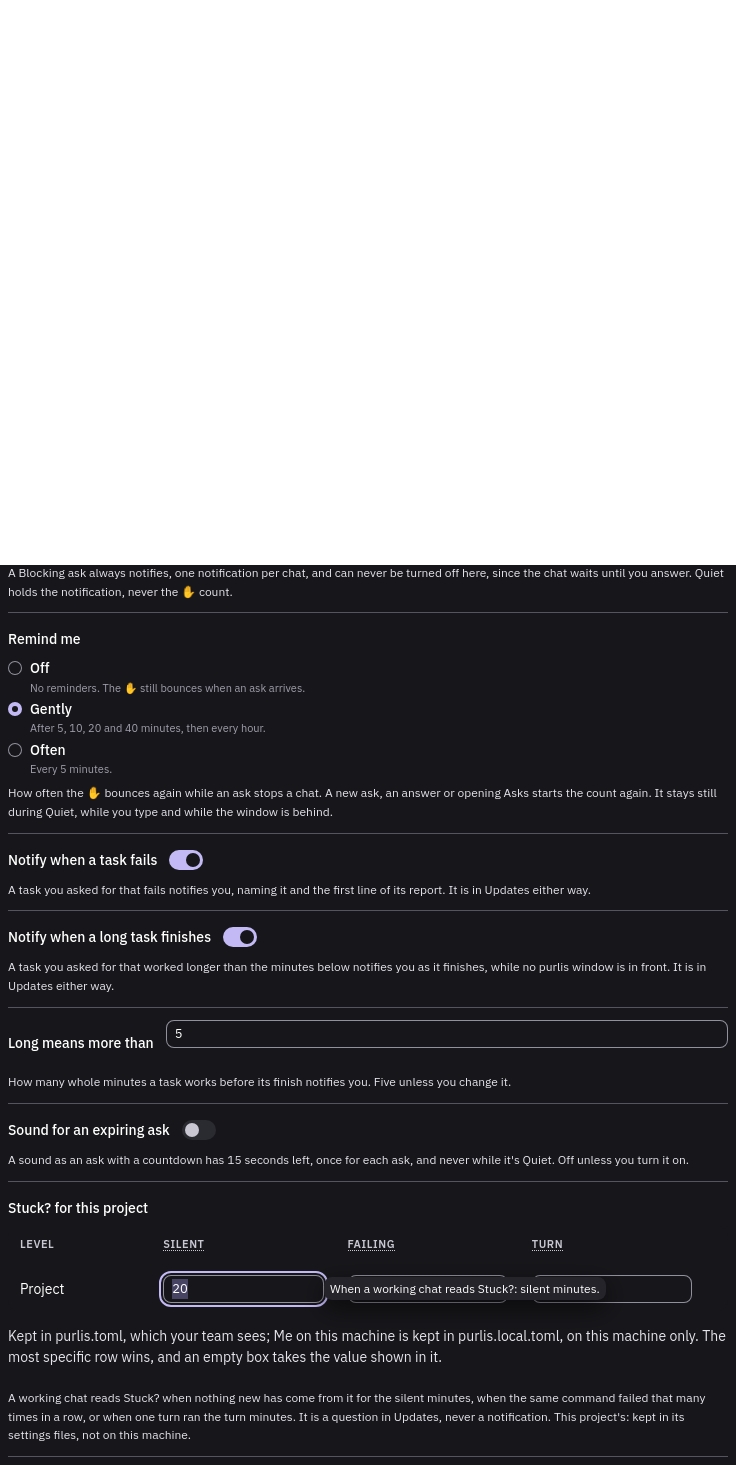 A Blocking ask always notifies, one notification per chat, and can never be turned off here, since the chat waits until you answer. Quiet
holds the notification, never the ✋ count.
Remind me
Off
No reminders. The ✋ still bounces when an ask arrives.
Gently
After 5, 10, 20 and 40 minutes, then every hour.
Often
Every 5 minutes.
How often the ✋ bounces again while an ask stops a chat. A new ask, an answer or opening Asks starts the count again. It stays still
during Quiet, while you type and while the window is behind.
Notify when a task fails
A task you asked for that fails notifies you, naming it and the first line of its report. It is in Updates either way.
Notify when a long task finishes
A task you asked for that worked longer than the minutes below notifies you as it finishes, while no purlis window is in front. It is in
Updates either way.
Long means more than 5
How many whole minutes a task works before its finish notifies you. Five unless you change it.
Sound for an expiring ask
A sound as an ask with a countdown has 15 seconds left, once for each ask, and never while it's Quiet. Off unless you turn it on.
Stuck? for this project
LEVEL SILENT FAILING TURN
Project 20 When a working chat reads Stuck?: silent minutes.
Kept in purlis.toml, which your team sees; Me on this machine is kept in purlis.local.toml, on this machine only. The
most specific row wins, and an empty box takes the value shown in it.
A working chat reads Stuck? when nothing new has come from it for the silent minutes, when the same command failed that many
times in a row, or when one turn ran the turn minutes. It is a question in Updates, never a notification. This project's: kept in its
settings files, not on this machine.